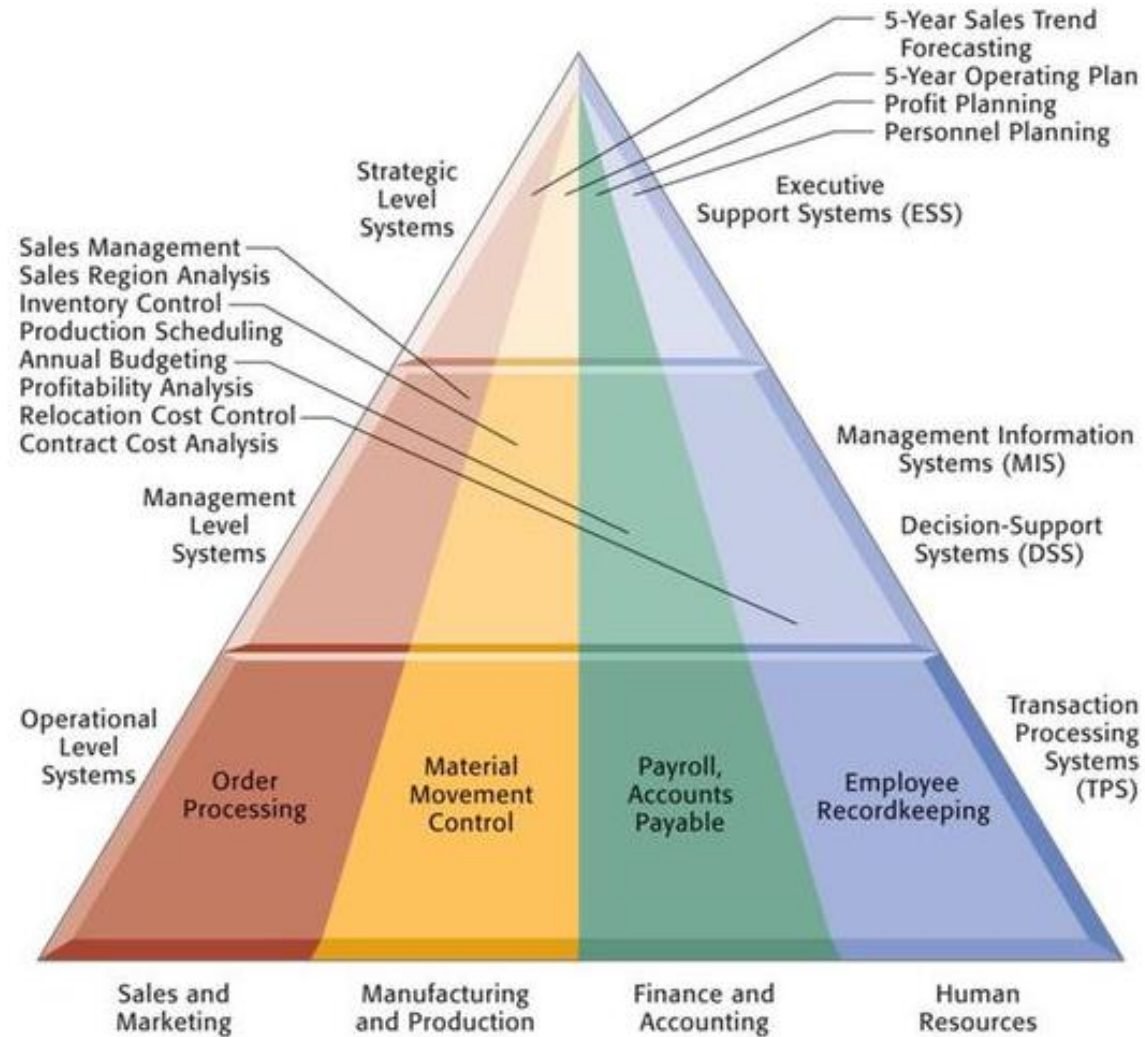 5-Year Sales Trend
Forecasting
5-Year Operating Plan
Profit Planning
Personnel Planning
Strategic
Level
Systems
Executive
Support Systems (ESS)
Sales Management
Sales Region Analysis
Inventory Control
Production Scheduling
Annual Budgeting
Profitability Analysis
Relocation Cost Control
Contract Cost Analysis
Management Information
Systems (MIS)
Management
Level
Systems
Decision-Support
Systems (DSS)
Operational
Level
Systems
Transaction
Processing
Systems
(TPS)
Order
Processing
Material
Movement
Control
Payroll,
Accounts
Payable
Employee
Recordkeeping
Sales and
Marketing
Manufacturing
and Production
Finance and
Accounting
Human
Resources